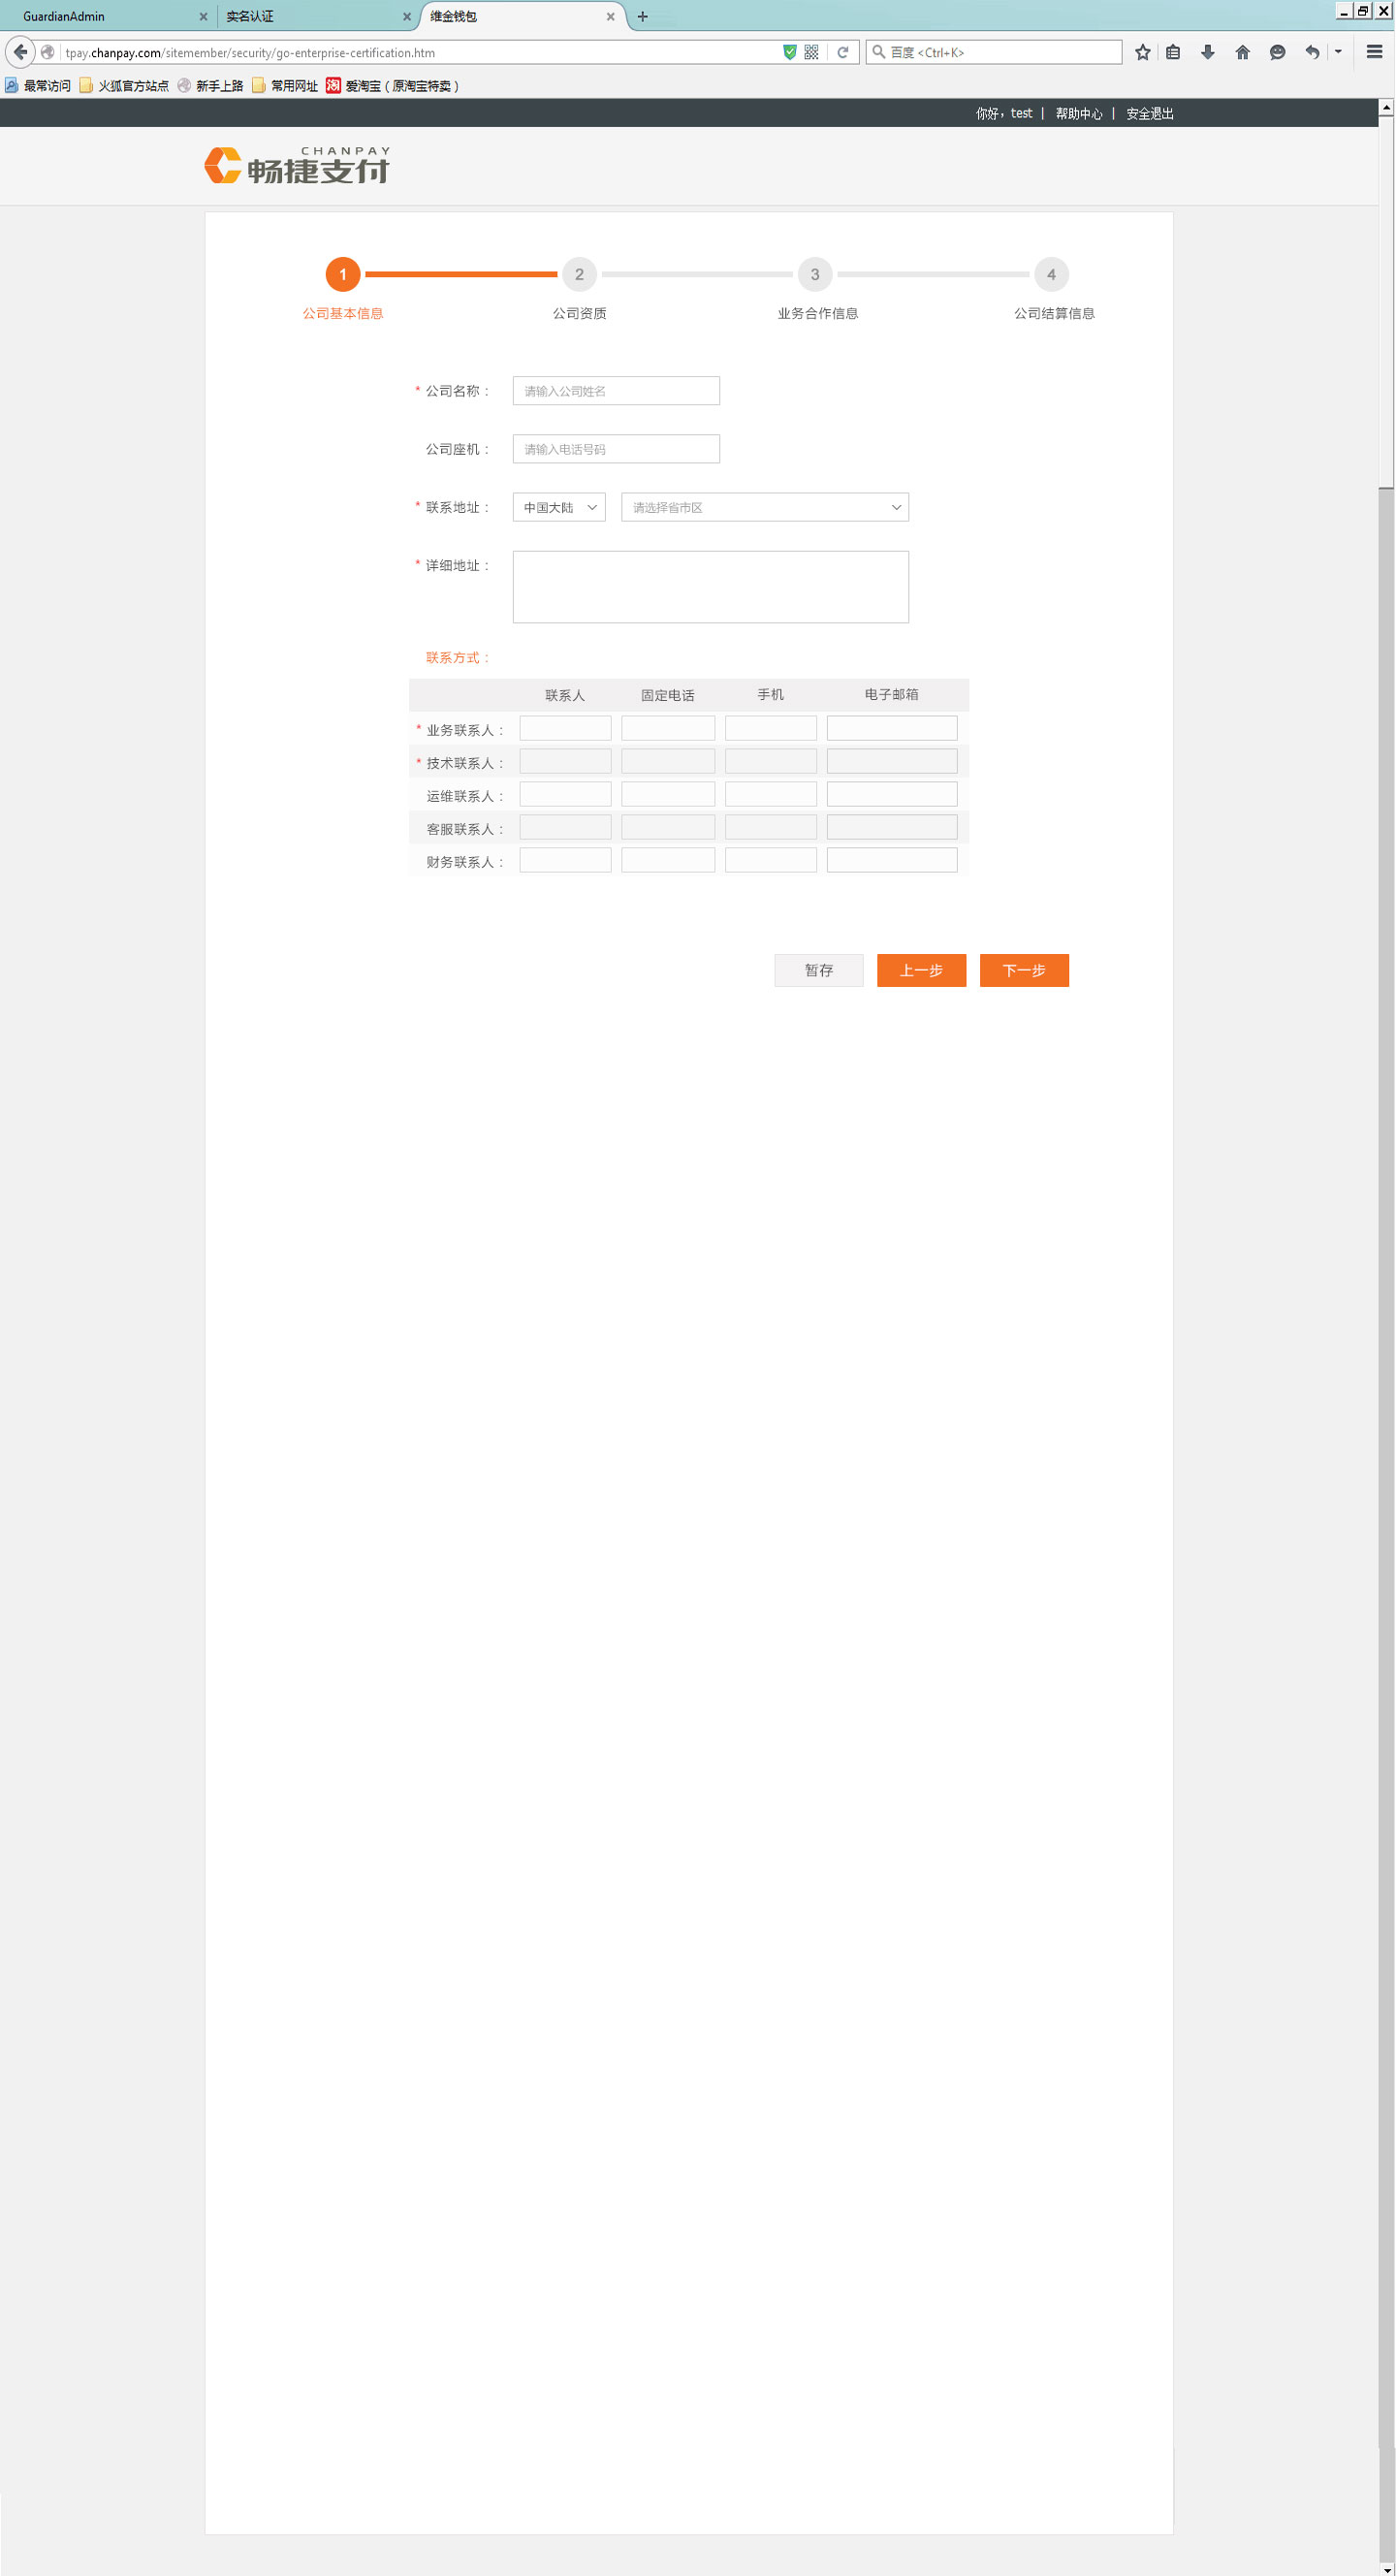 GuardianAdmin
实名认证
维金钱包
tpay.chanpay.com/sitemember/security/go-enterprise-certification.htm
百度 <Ctrl+K>
最常访问 火狐官方站点 新手上路 常用网址 淘 爱淘宝（原淘宝特卖）
你好，test | 帮助中心 | 安全退出
CHANPAY
畅捷支付
1 2 3 4
公司基本信息 公司资质 业务合作信息 公司结算信息
* 公司名称： 请输入公司姓名
公司座机： 请输入电话号码
* 联系地址： 中国大陆 请选择省市区
* 详细地址：
联系方式：
联系人 固定电话 手机 电子邮箱
* 业务联系人：
* 技术联系人：
运维联系人：
客服联系人：
财务联系人：
暂存 上一步 下一步